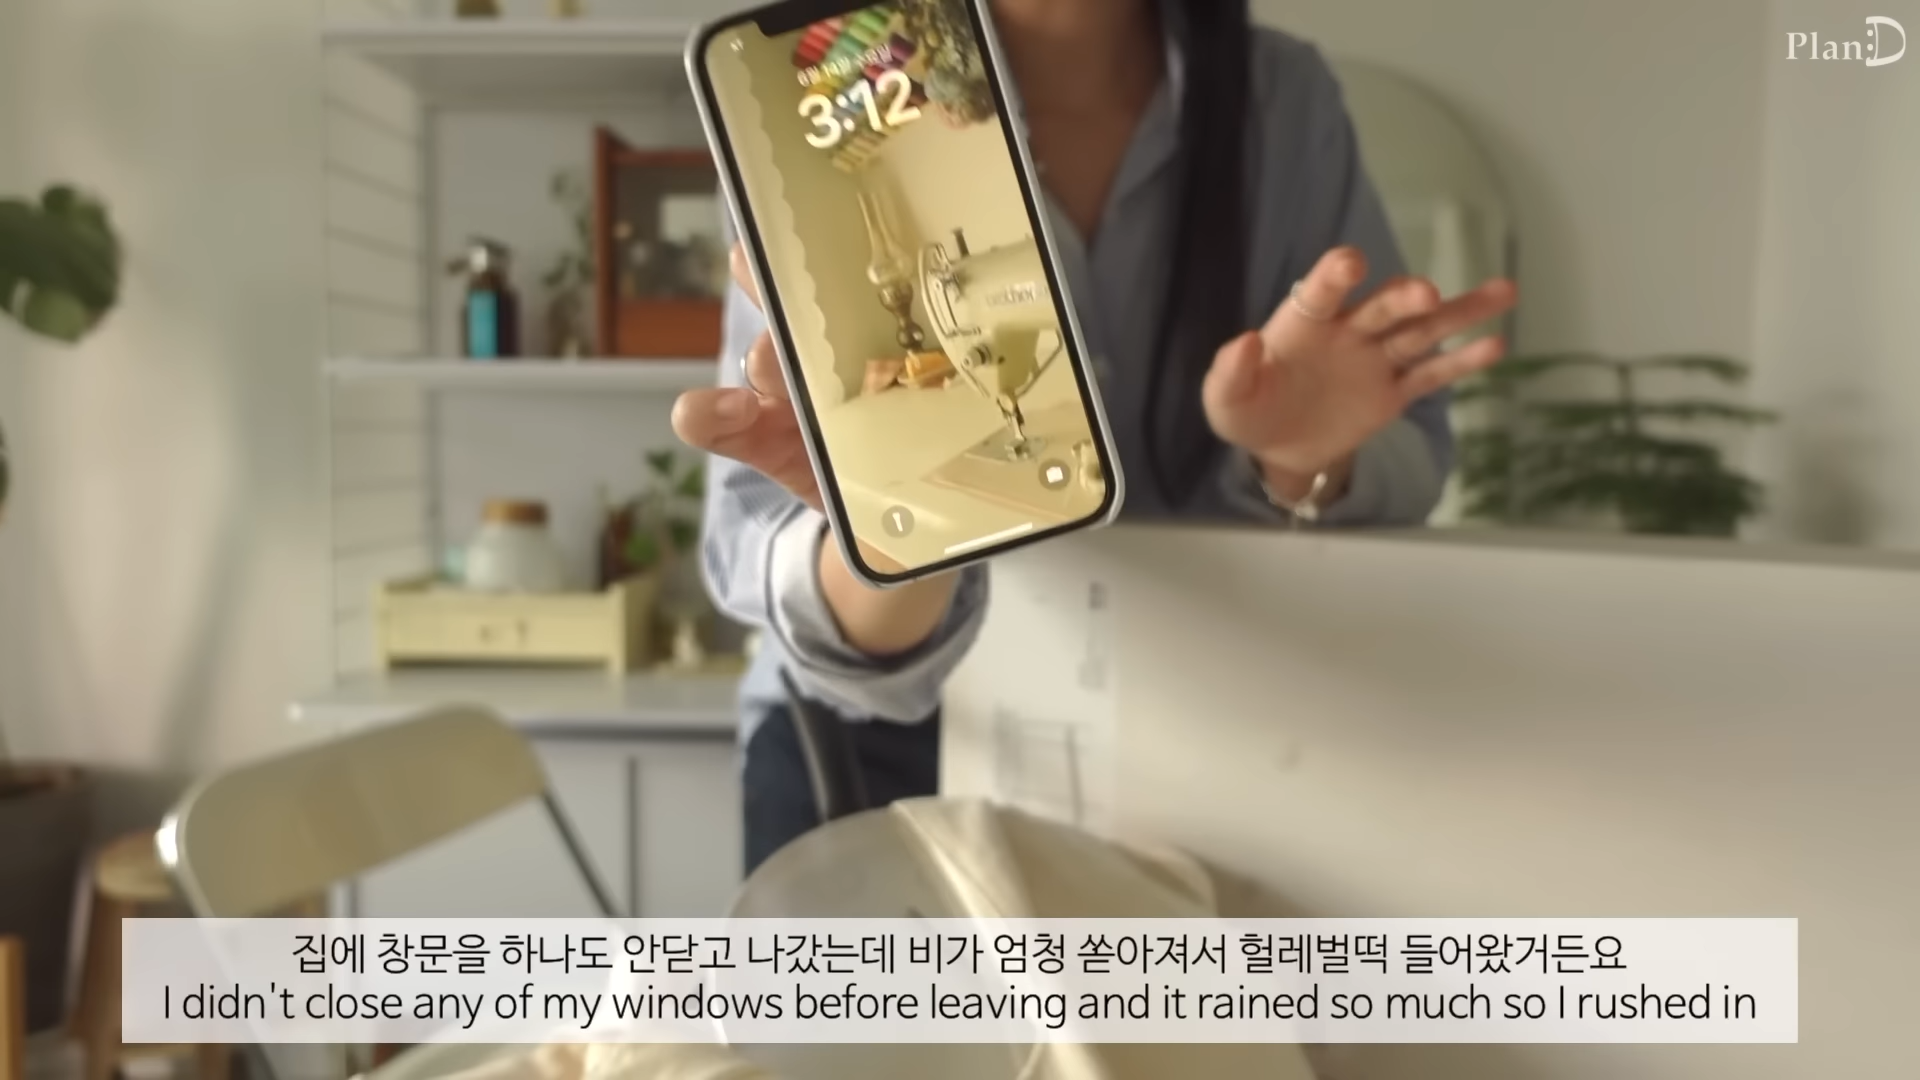 Plan:D
3:12
집에 창문을 하나도 안닫고 나갔는데 비가 엄청 쏟아져서 헐레벌떡 들어왔거든요
I didn't close any of my windows before leaving and it rained so much so I rushed in